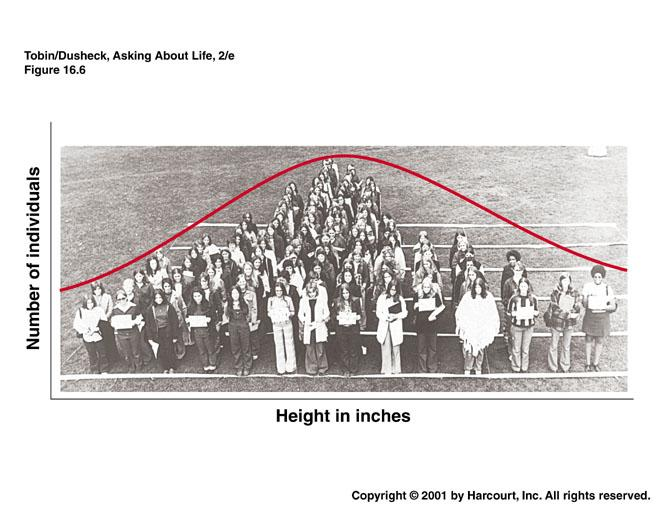 Tobin/Dusheck, Asking About Life, 2/e
Figure 16.6
Number of individuals
Height in inches
Copyright © 2001 by Harcourt, Inc. All rights reserved.